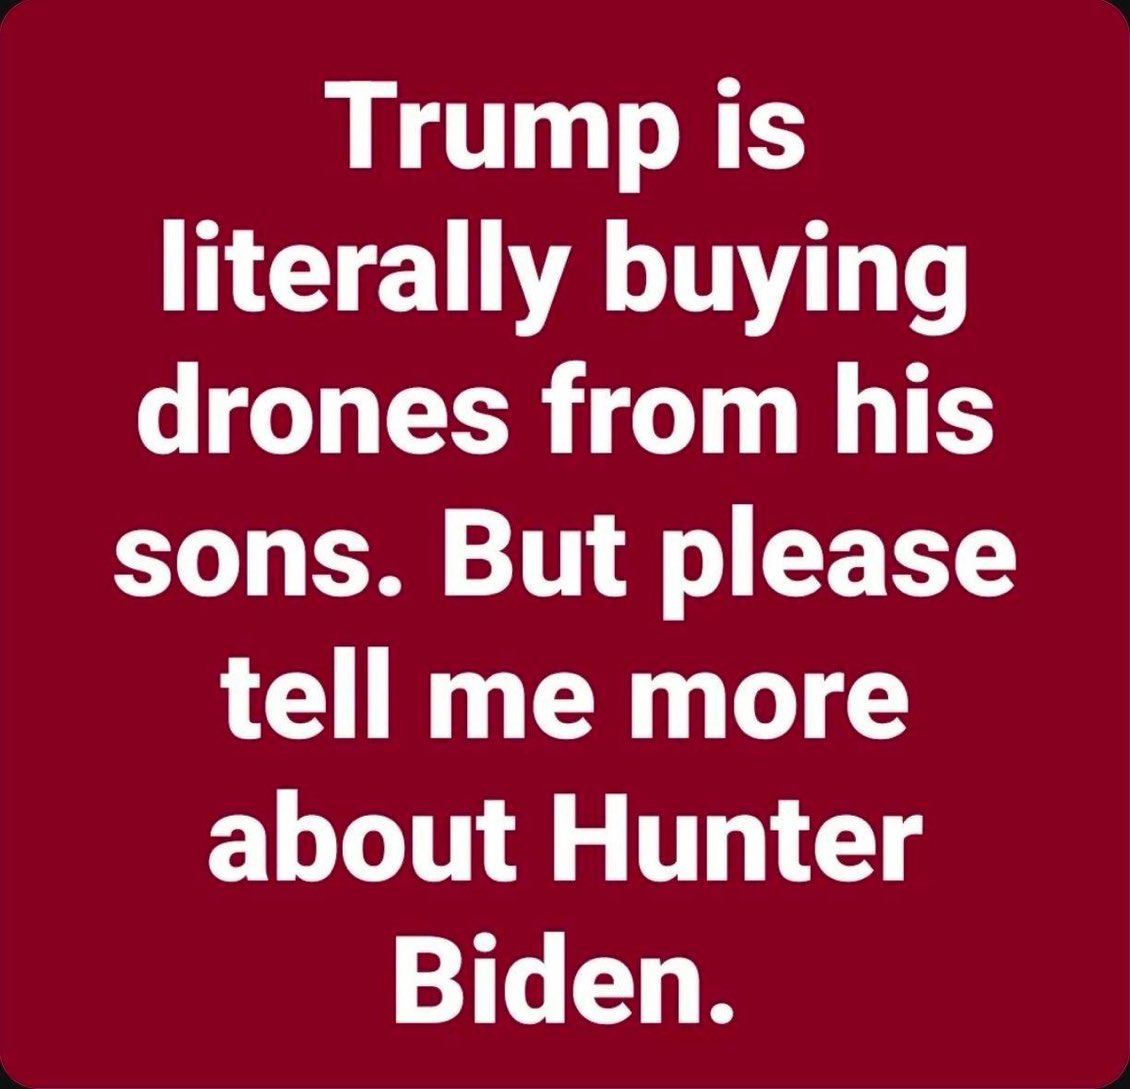 Trump is
literally buying
drones from his
sons. But please
tell me more
about Hunter
Biden.